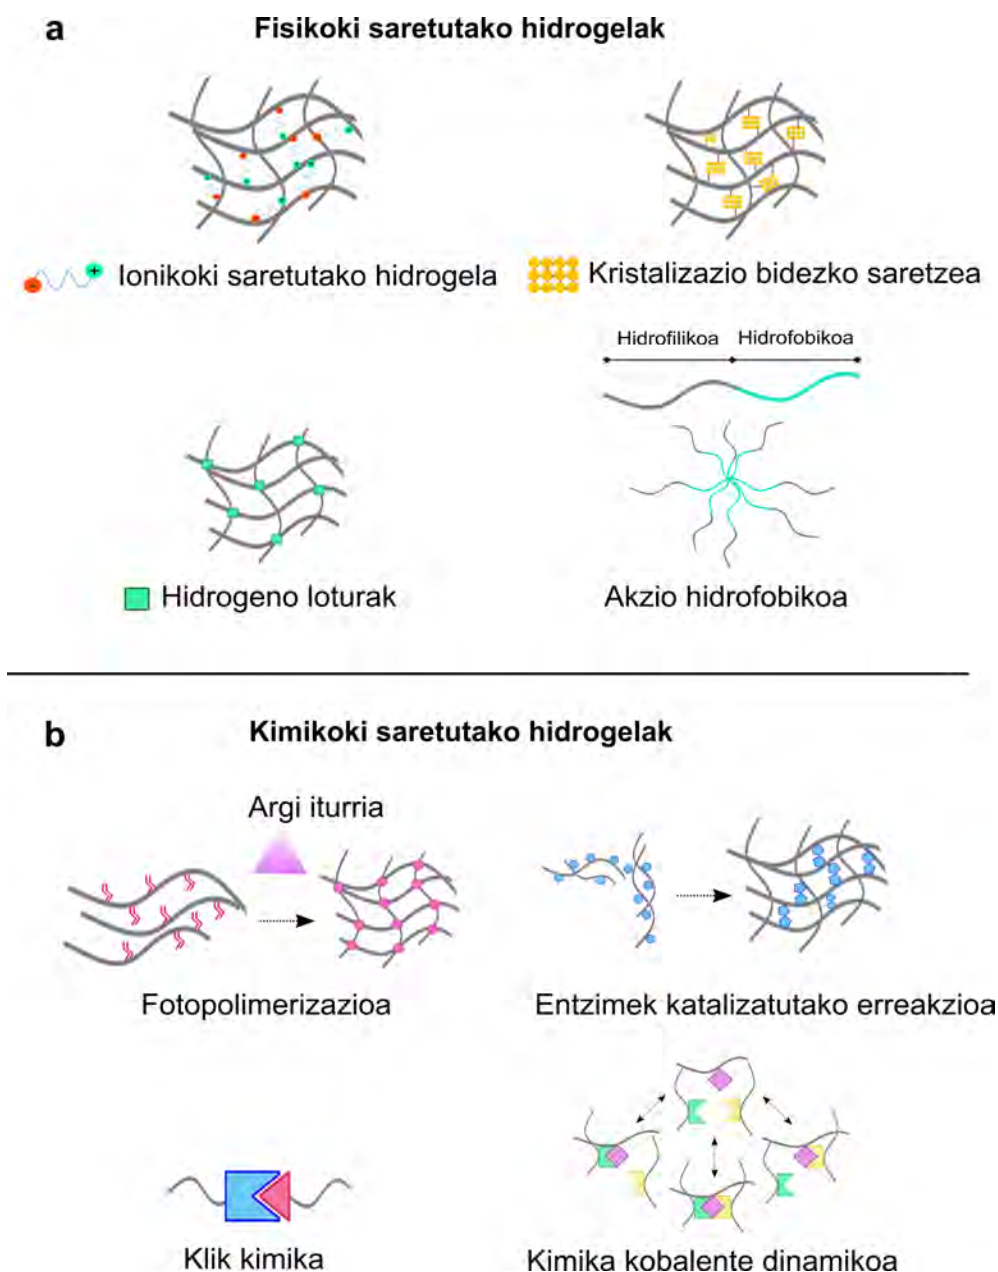 a
Fisikoki saretutako hidrogelak
- + Ionikoki saretutako hidrogela
Kristalizazio bidezko saretzea
Hidrofilikoa Hidrofobikoa
Hidrogeno loturak
Akzio hidrofobikoa
b
Kimikoki saretutako hidrogelak
Argi iturria
Fotopolimerizazioa
Entzimek katalizatutako erreakzioa
Klik kimika
Kimika kobalente dinamikoa